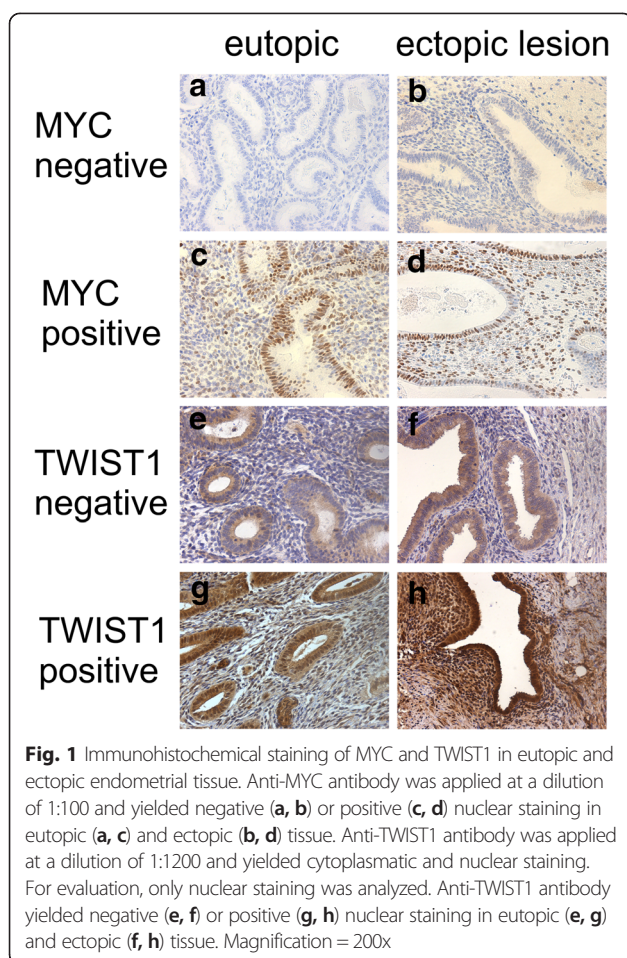 eutopic ectopic lesion
a b
MYC
negative
c d
MYC
positive
e f
TWIST1
negative
g h
TWIST1
positive
Fig. 1 Immunohistochemical staining of MYC and TWIST1 in eutopic and
ectopic endometrial tissue. Anti-MYC antibody was applied at a dilution
of 1:100 and yielded negative (a, b) or positive (c, d) nuclear staining in
eutopic (a, c) and ectopic (b, d) tissue. Anti-TWIST1 antibody was applied
at a dilution of 1:1200 and yielded cytoplasmatic and nuclear staining.
For evaluation, only nuclear staining was analyzed. Anti-TWIST1 antibody
yielded negative (e, f) or positive (g, h) nuclear staining in eutopic (e, g)
and ectopic (f, h) tissue. Magnification = 200x